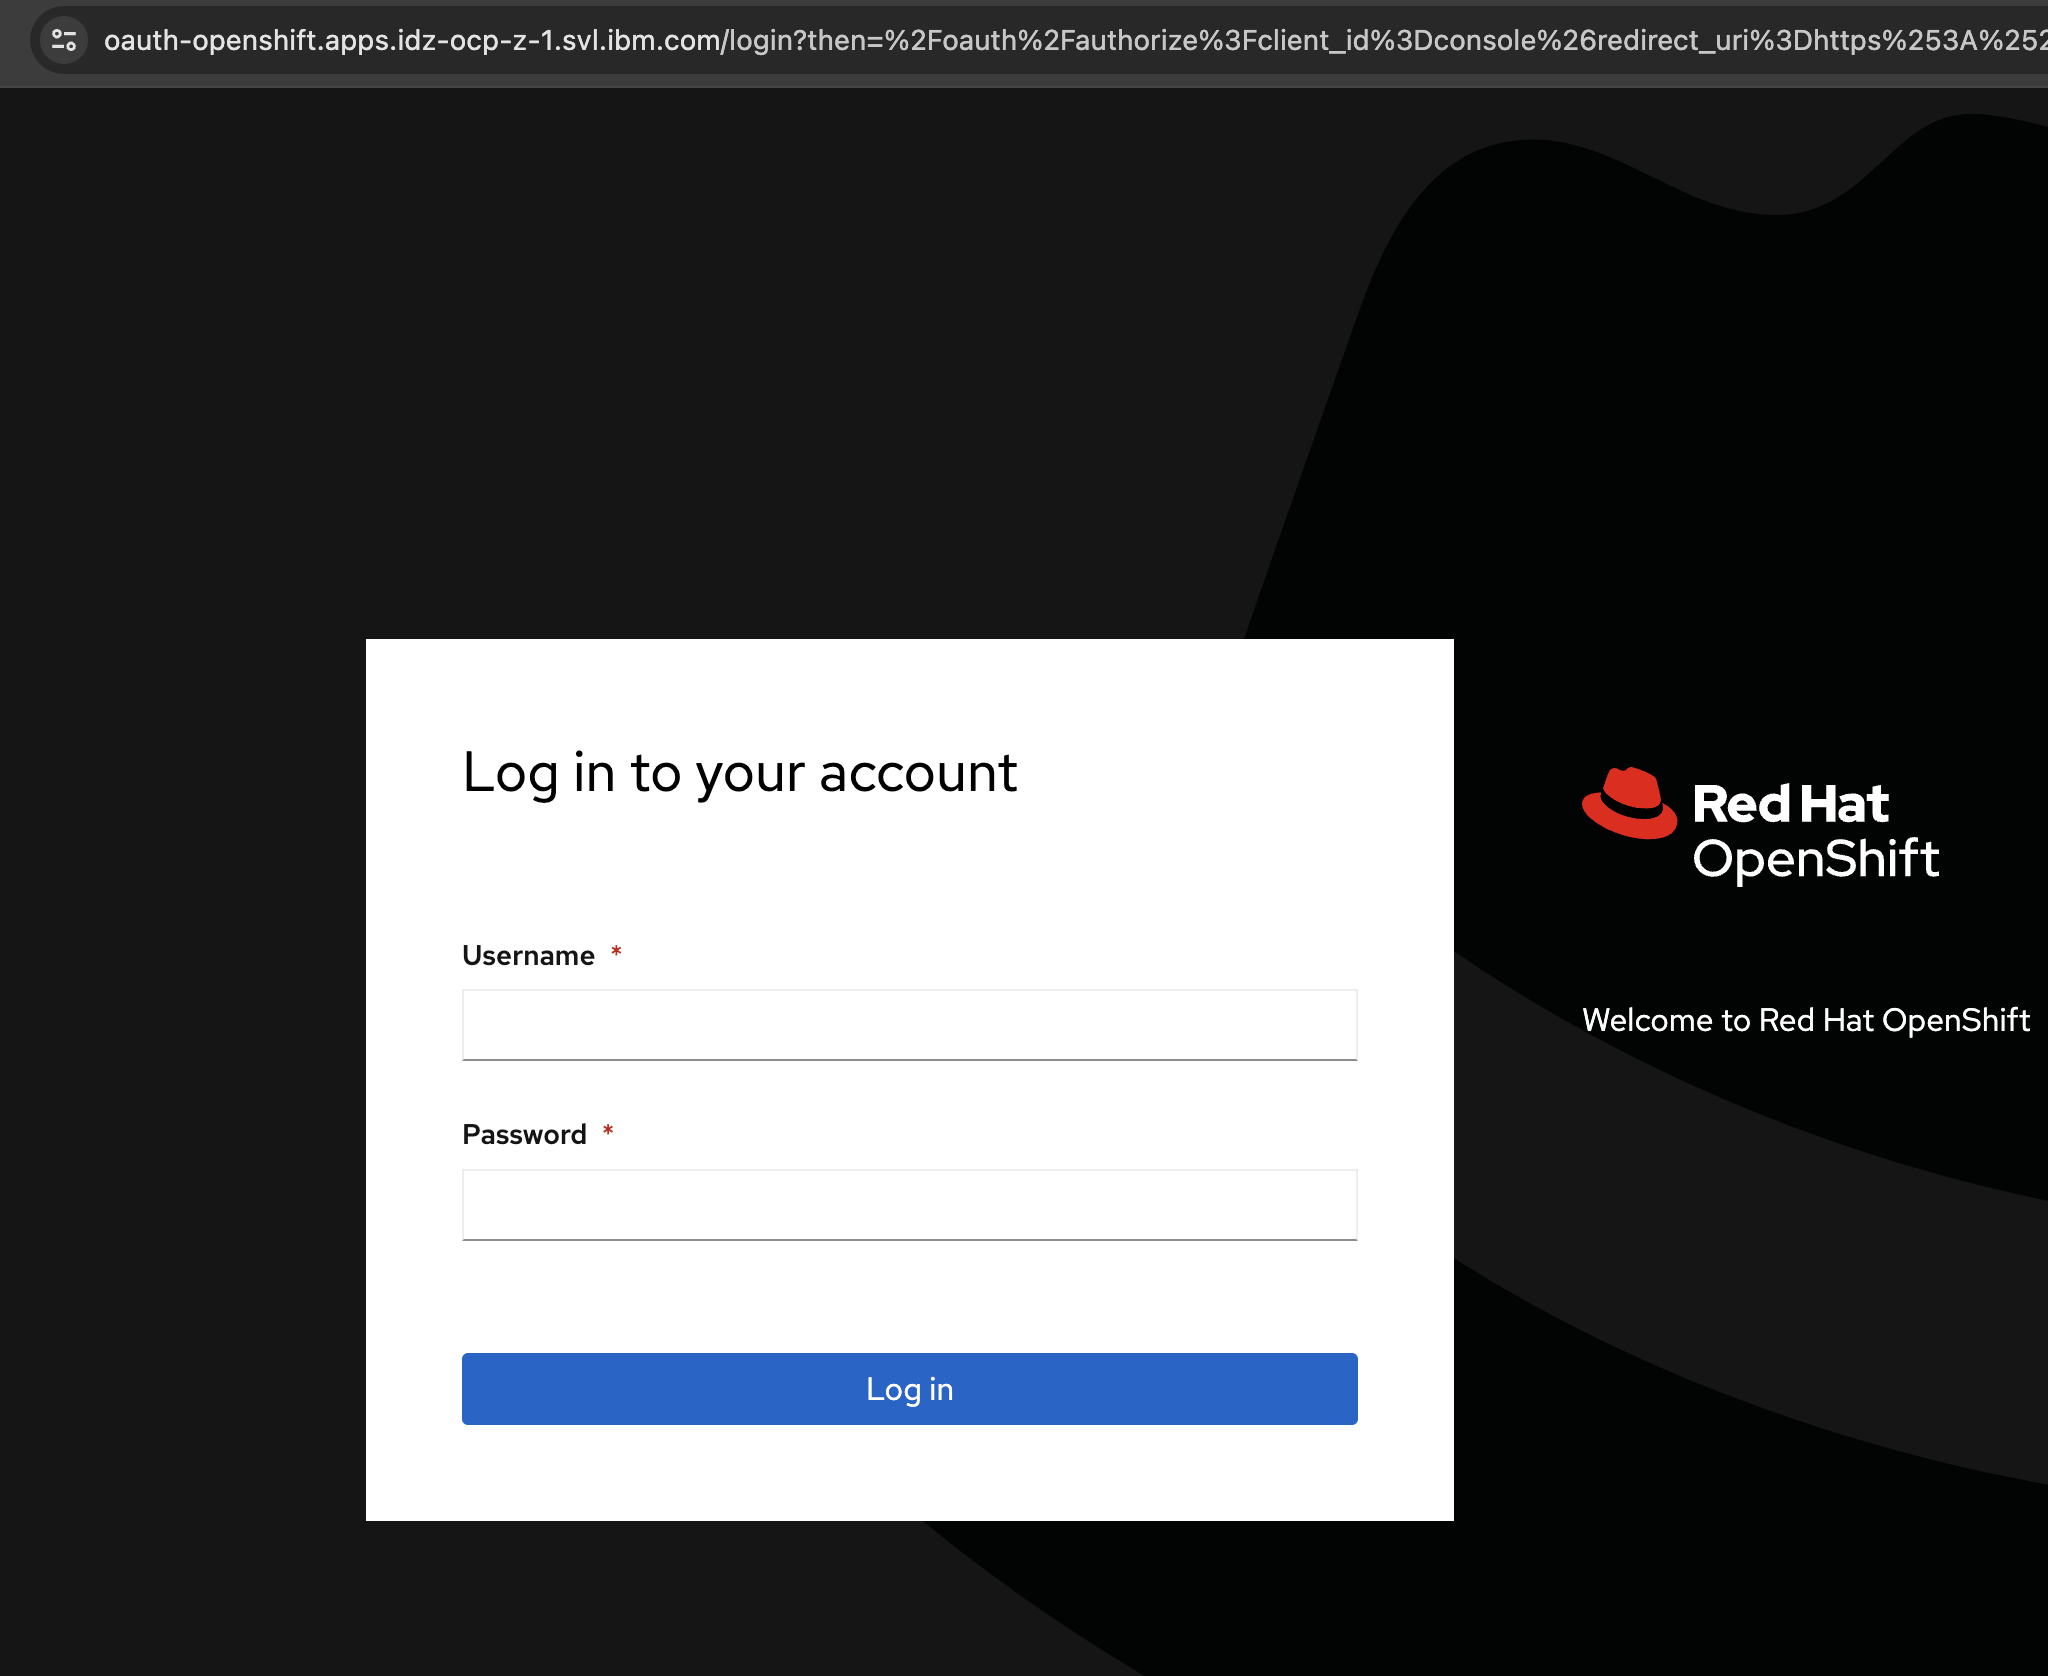 oauth-openshift.apps.idz-ocp-z-1.svl.ibm.com/login?then=%2Foauth%2Fauthorize%3Fclient_id%3Dconsole%26redirect_uri%3Dhttps%253A%252
Log in to your account
Username *
Password *
Log in
Red Hat
OpenShift
Welcome to Red Hat OpenShift